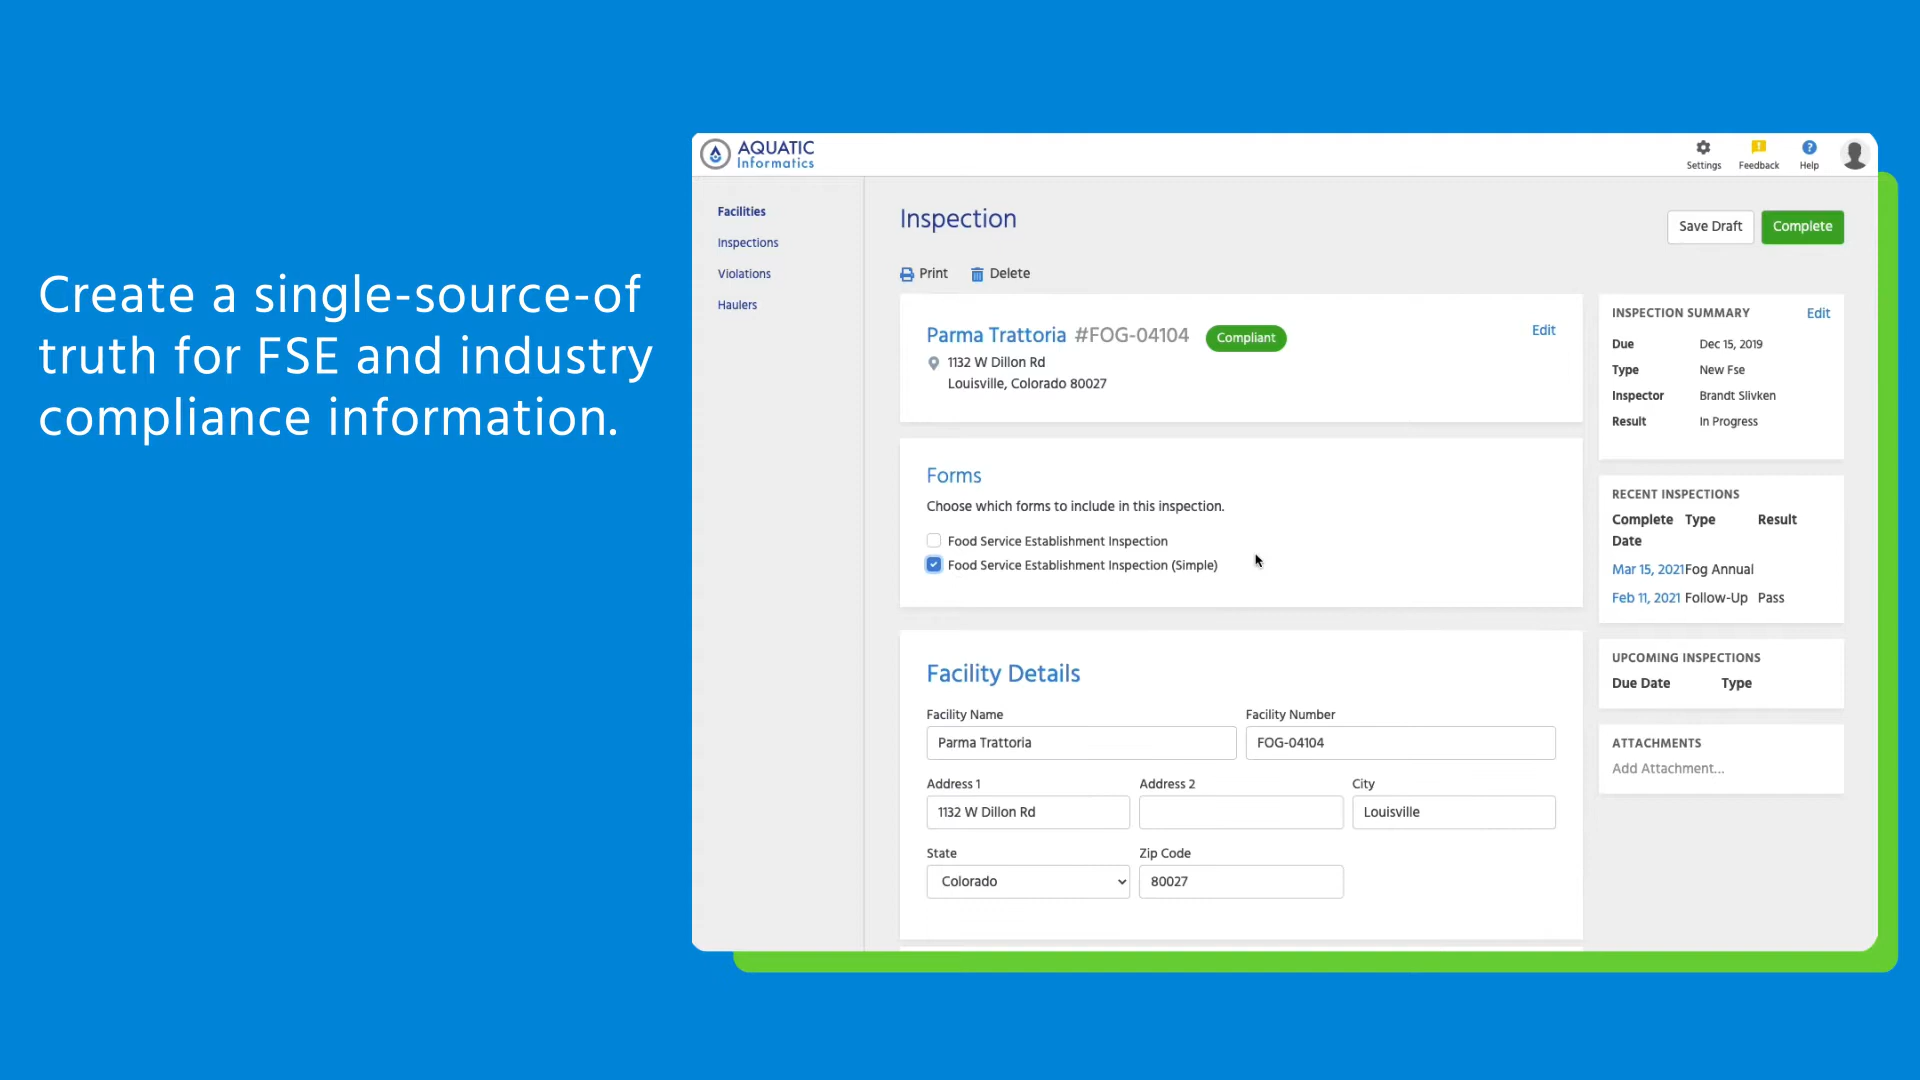 Create a single-source-of
truth for FSE and industry
compliance information.
AQUATIC
Informatics
Settings
Feedback
Help
Facilities
Inspections
Violations
Haulers
Inspection
Save Draft
Complete
Print
Delete
Parma Trattoria #FOG-04104 Compliant
Edit
1132 W Dillon Rd
Louisville, Colorado 80027
Forms
Choose which forms to include in this inspection.
Food Service Establishment Inspection
Food Service Establishment Inspection (Simple)
Facility Details
Facility Name Facility Number
Parma Trattoria FOG-04104
Address 1 Address 2 City
1132 W Dillon Rd Louisville
State Zip Code
Colorado 80027
INSPECTION SUMMARY Edit
Due Dec 15, 2019
Type New Fse
Inspector Brandt Slivken
Result In Progress
RECENT INSPECTIONS
Complete Type Result
Date
Mar 15, 2021 Fog Annual
Feb 11, 2021 Follow-Up Pass
UPCOMING INSPECTIONS
Due Date Type
ATTACHMENTS
Add Attachment...